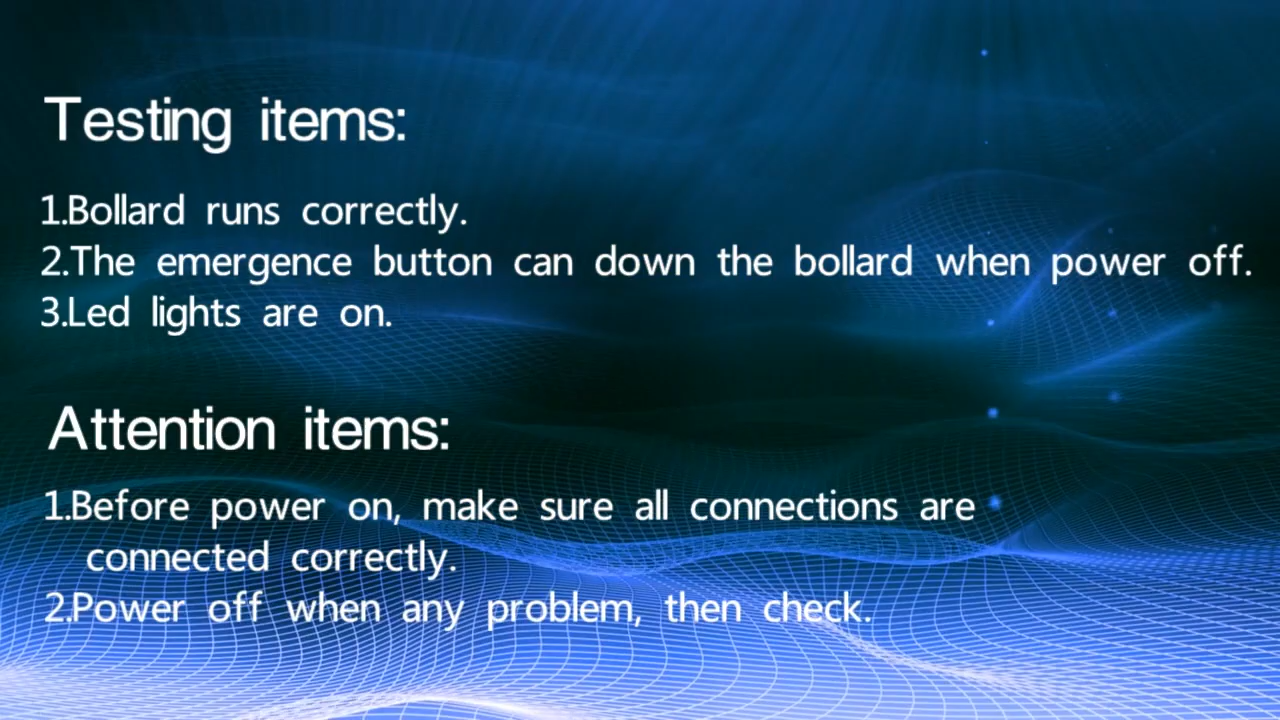 Testing items:
1.Bollard runs correctly.
2.The emergence button can down the bollard when power off.
3.Led lights are on.
Attention items:
1.Before power on, make sure all connections are
connected correctly.
2.Power off when any problem, then check.